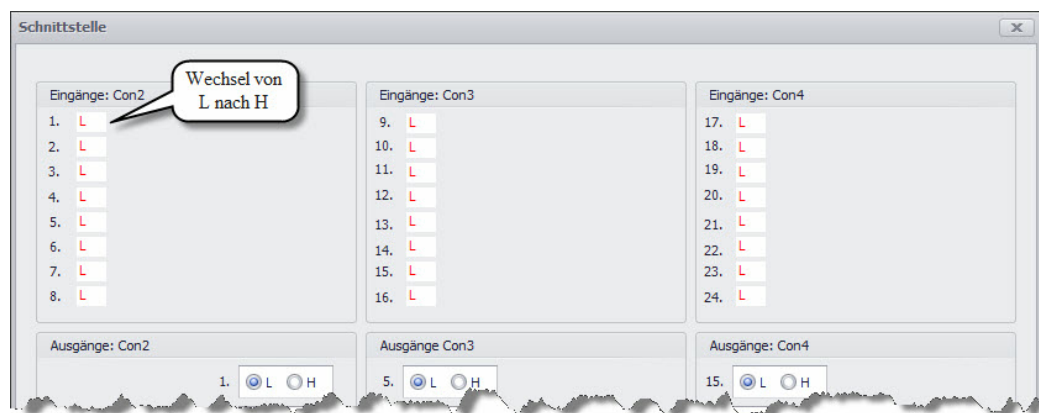 Schnittstelle
Wechsel von
L nach H
Eingänge: Con2
1. L
2. L
3. L
4. L
5. L
6. L
7. L
8. L
Eingänge: Con3
9. L
10. L
11. L
12. L
13. L
14. L
15. L
16. L
Eingänge: Con4
17. L
18. L
19. L
20. L
21. L
22. L
23. L
24. L
Ausgänge: Con2
1. L H
Ausgänge Con3
5. L H
Ausgänge: Con4
15. L H